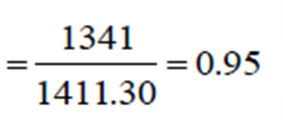 = 1341 / 1411.30 = 0.95